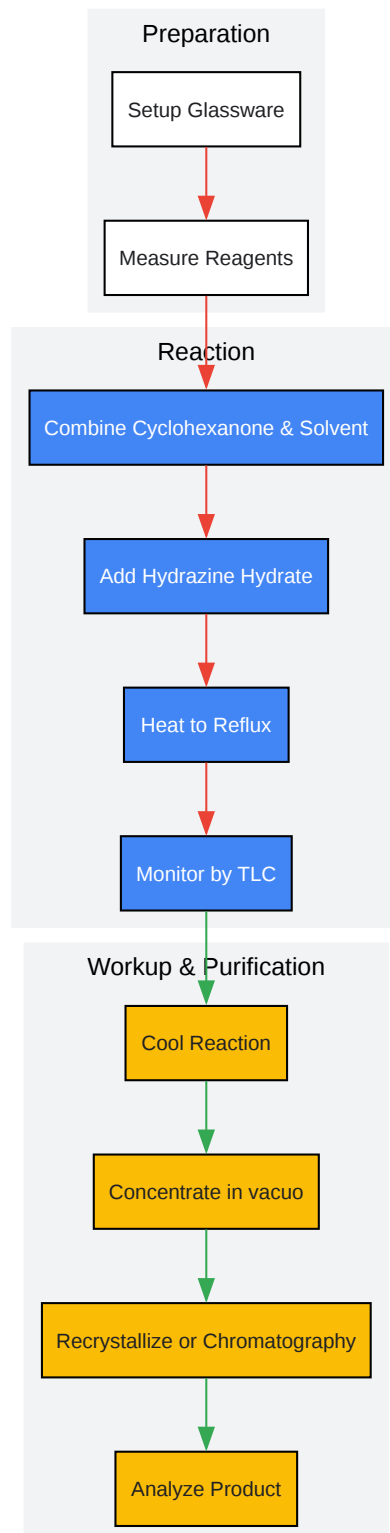 Preparation
Setup Glassware
Measure Reagents
Reaction
Combine Cyclohexanone & Solvent
Add Hydrazine Hydrate
Heat to Reflux
Monitor by TLC
Workup & Purification
Cool Reaction
Concentrate in vacuo
Recrystallize or Chromatography
Analyze Product